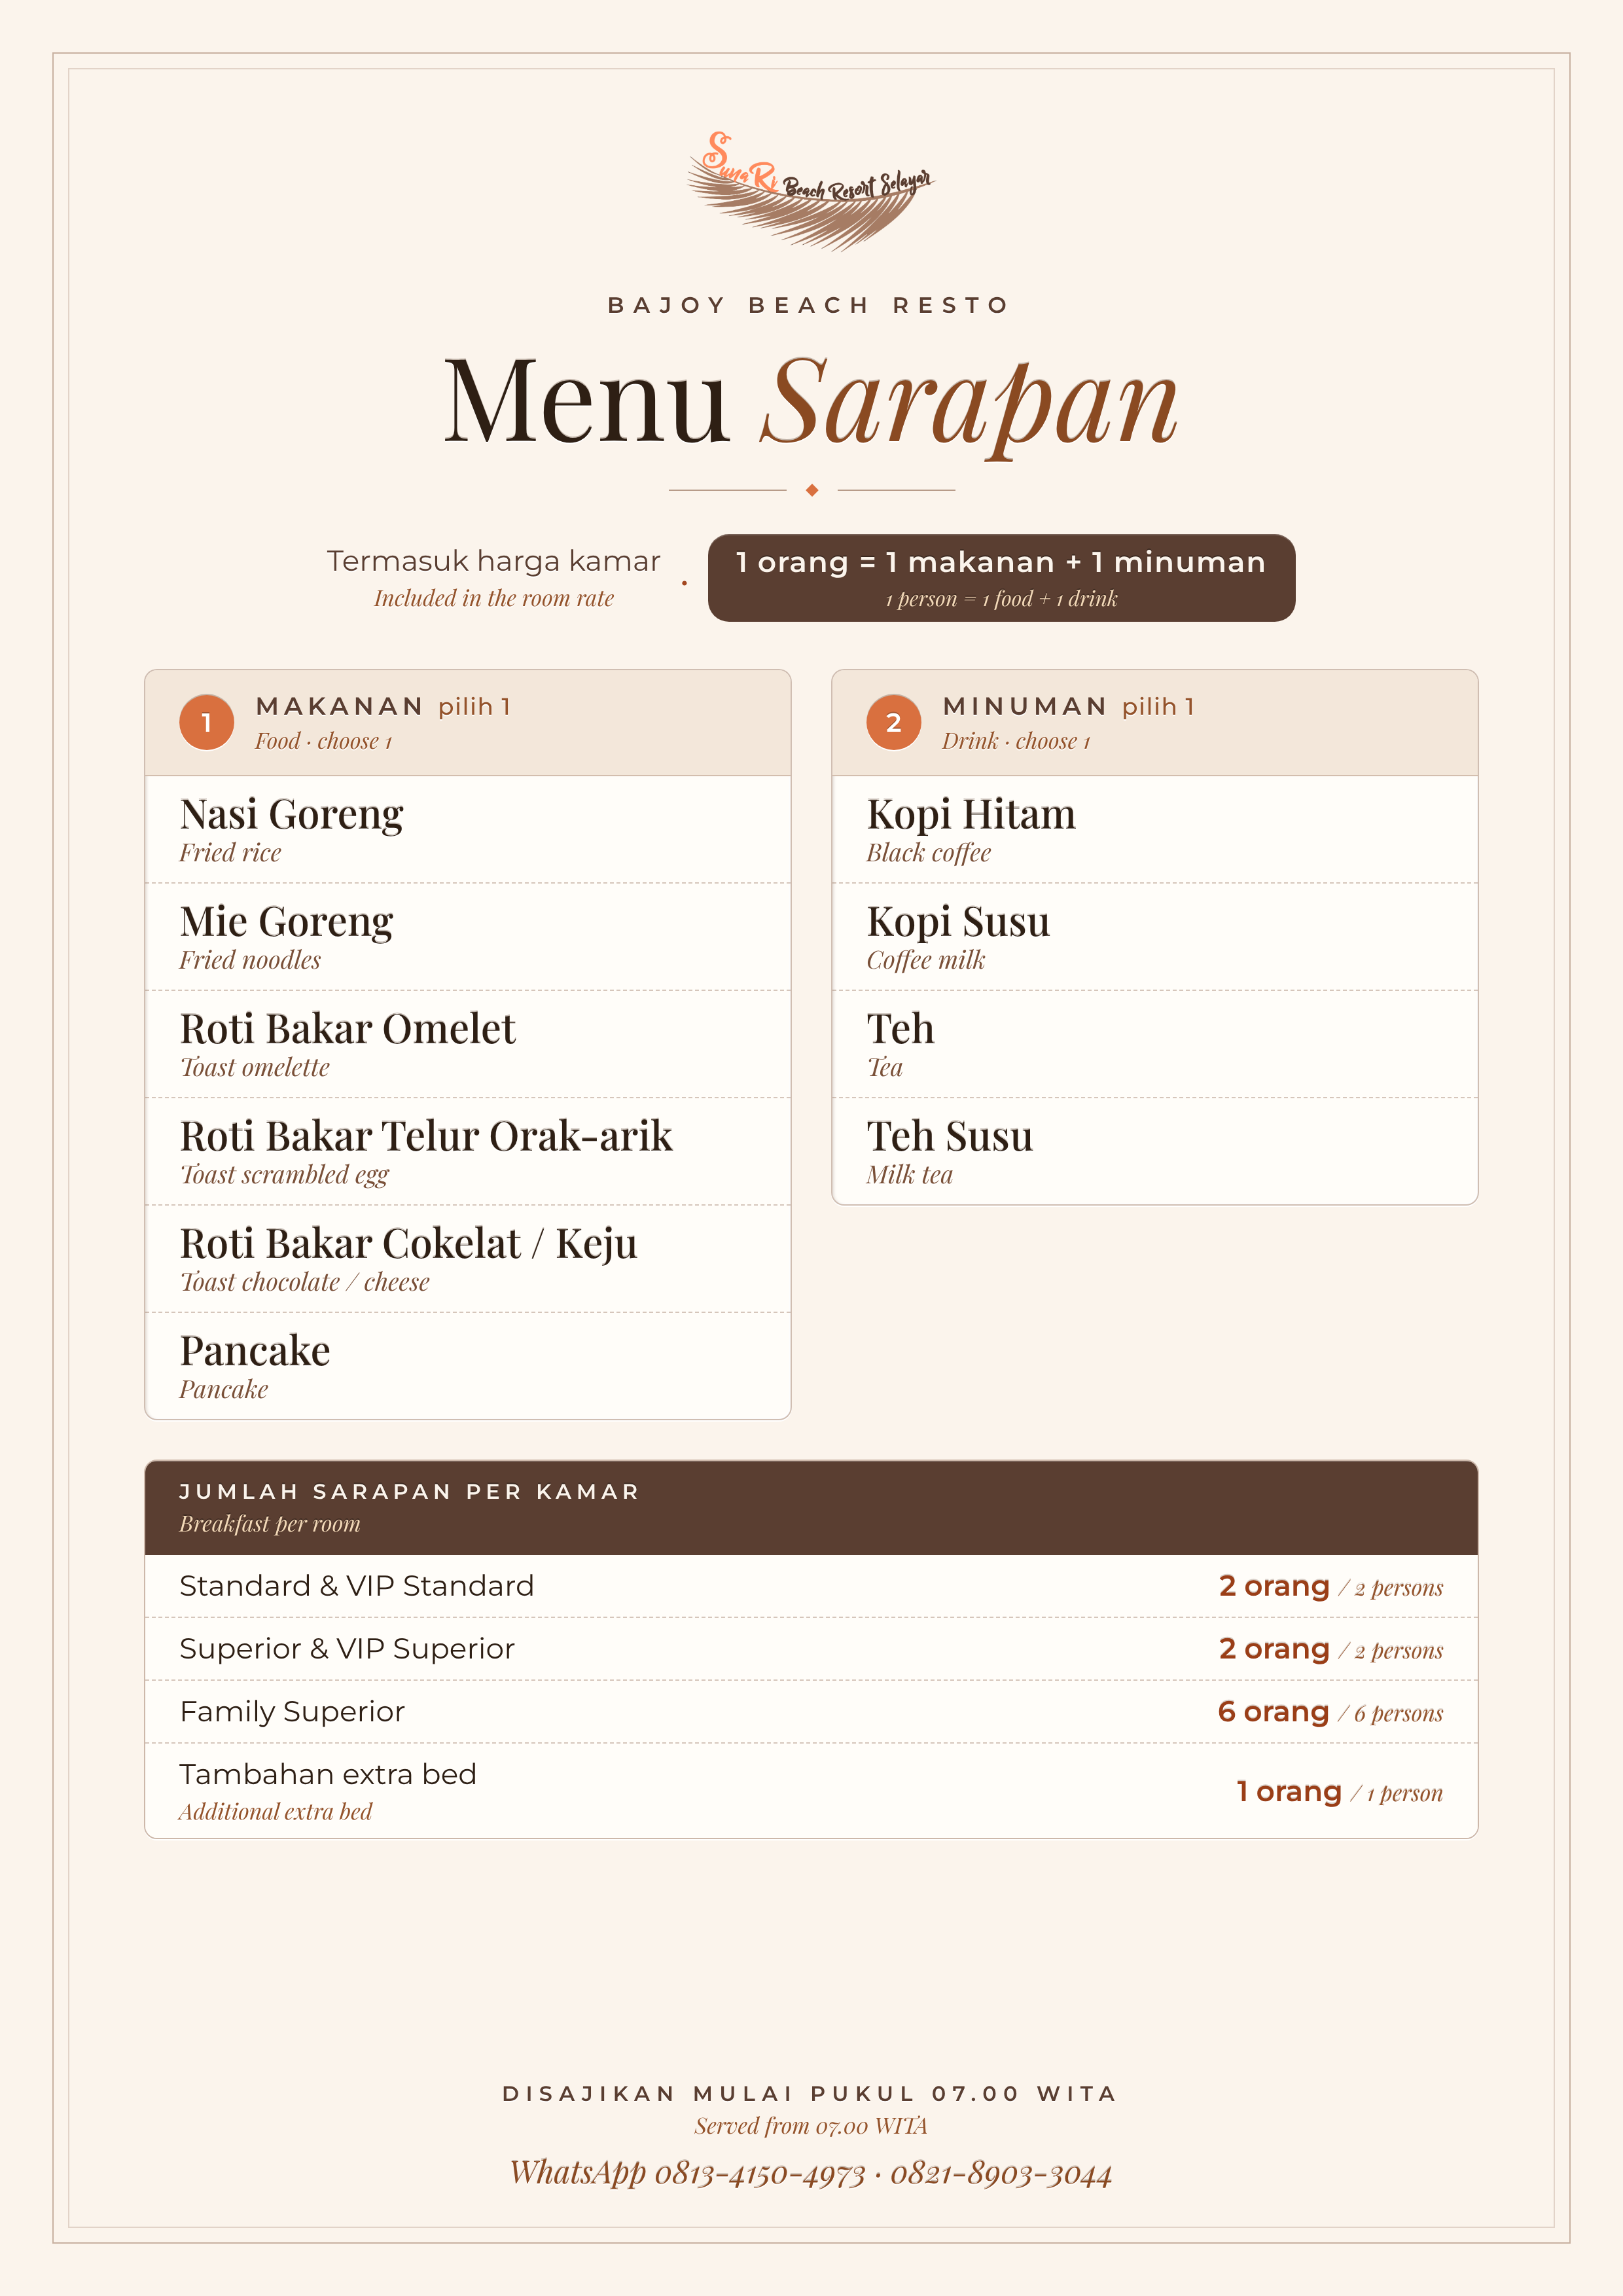 SunaRi Beach Resort Selayar
BAJOY BEACH RESTO
Menu Sarapan
Termasuk harga kamar
Included in the room rate
·
1 orang = 1 makanan + 1 minuman
1 person = 1 food + 1 drink
1
MAKANAN pilih 1
Food · choose 1
Nasi Goreng
Fried rice
Mie Goreng
Fried noodles
Roti Bakar Omelet
Toast omelette
Roti Bakar Telur Orak-arik
Toast scrambled egg
Roti Bakar Cokelat / Keju
Toast chocolate / cheese
Pancake
Pancake
2
MINUMAN pilih 1
Drink · choose 1
Kopi Hitam
Black coffee
Kopi Susu
Coffee milk
Teh
Tea
Teh Susu
Milk tea
JUMLAH SARAPAN PER KAMAR
Breakfast per room
Standard & VIP Standard 2 orang / 2 persons
Superior & VIP Superior 2 orang / 2 persons
Family Superior 6 orang / 6 persons
Tambahan extra bed 1 orang / 1 person
Additional extra bed
DISAJIKAN MULAI PUKUL 07.00 WITA
Served from 07.00 WITA
WhatsApp 0813-4150-4973 · 0821-8903-3044